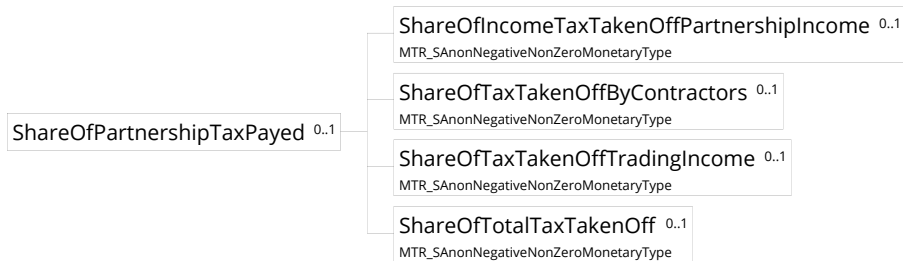 ShareOfIncomeTaxTakenOffPartnershipIncome 0..1
MTR_SAnonNegativeNonZeroMonetaryType
ShareOfTaxTakenOffByContractors 0..1
MTR_SAnonNegativeNonZeroMonetaryType
ShareOfPartnershipTaxPayed 0..1
ShareOfTaxTakenOffTradingIncome 0..1
MTR_SAnonNegativeNonZeroMonetaryType
ShareOfTotalTaxTakenOff 0..1
MTR_SAnonNegativeNonZeroMonetaryType